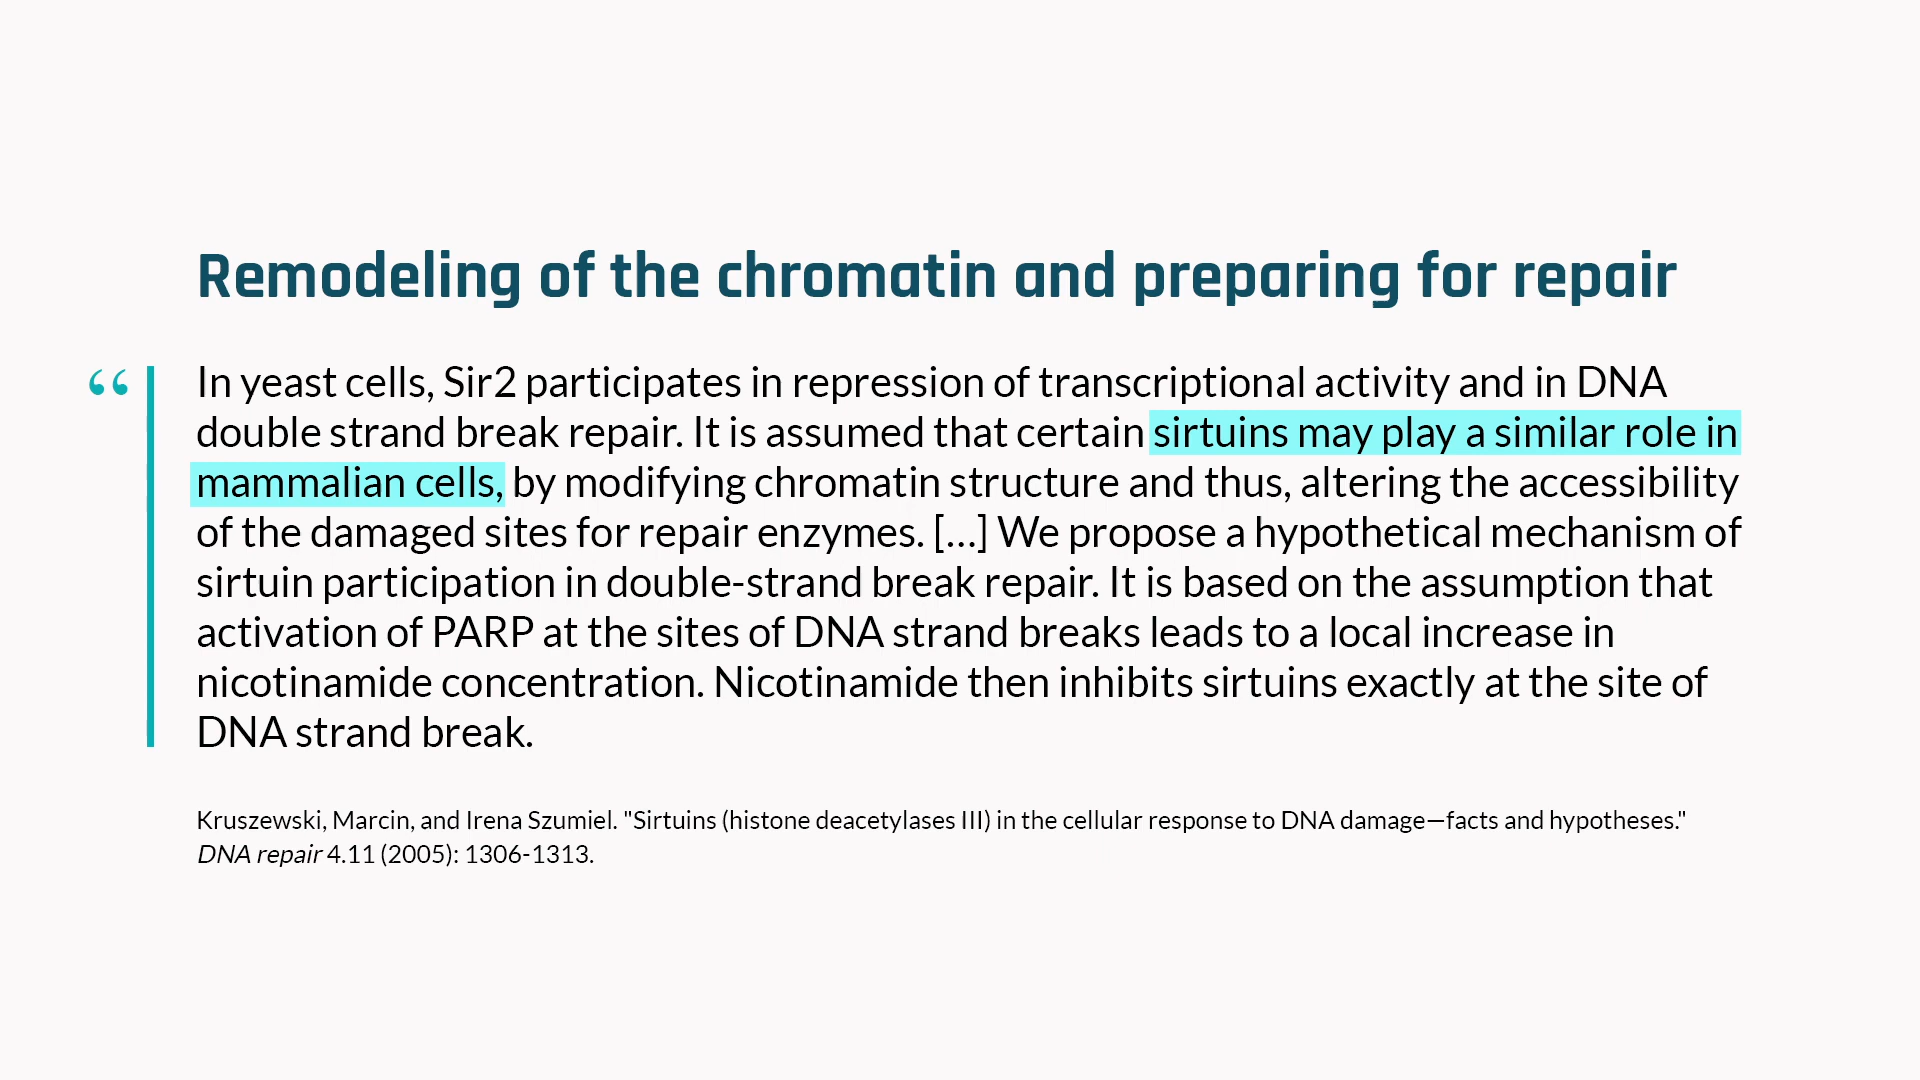 Remodeling of the chromatin and preparing for repair
“
In yeast cells, Sir2 participates in repression of transcriptional activity and in DNA
double strand break repair. It is assumed that certain sirtuins may play a similar role in
mammalian cells, by modifying chromatin structure and thus, altering the accessibility
of the damaged sites for repair enzymes. [...] We propose a hypothetical mechanism of
sirtuin participation in double-strand break repair. It is based on the assumption that
activation of PARP at the sites of DNA strand breaks leads to a local increase in
nicotinamide concentration. Nicotinamide then inhibits sirtuins exactly at the site of
DNA strand break.
Kruszewski, Marcin, and Irena Szumiel. "Sirtuins (histone deacetylases III) in the cellular response to DNA damage—facts and hypotheses."
DNA repair 4.11 (2005): 1306-1313.